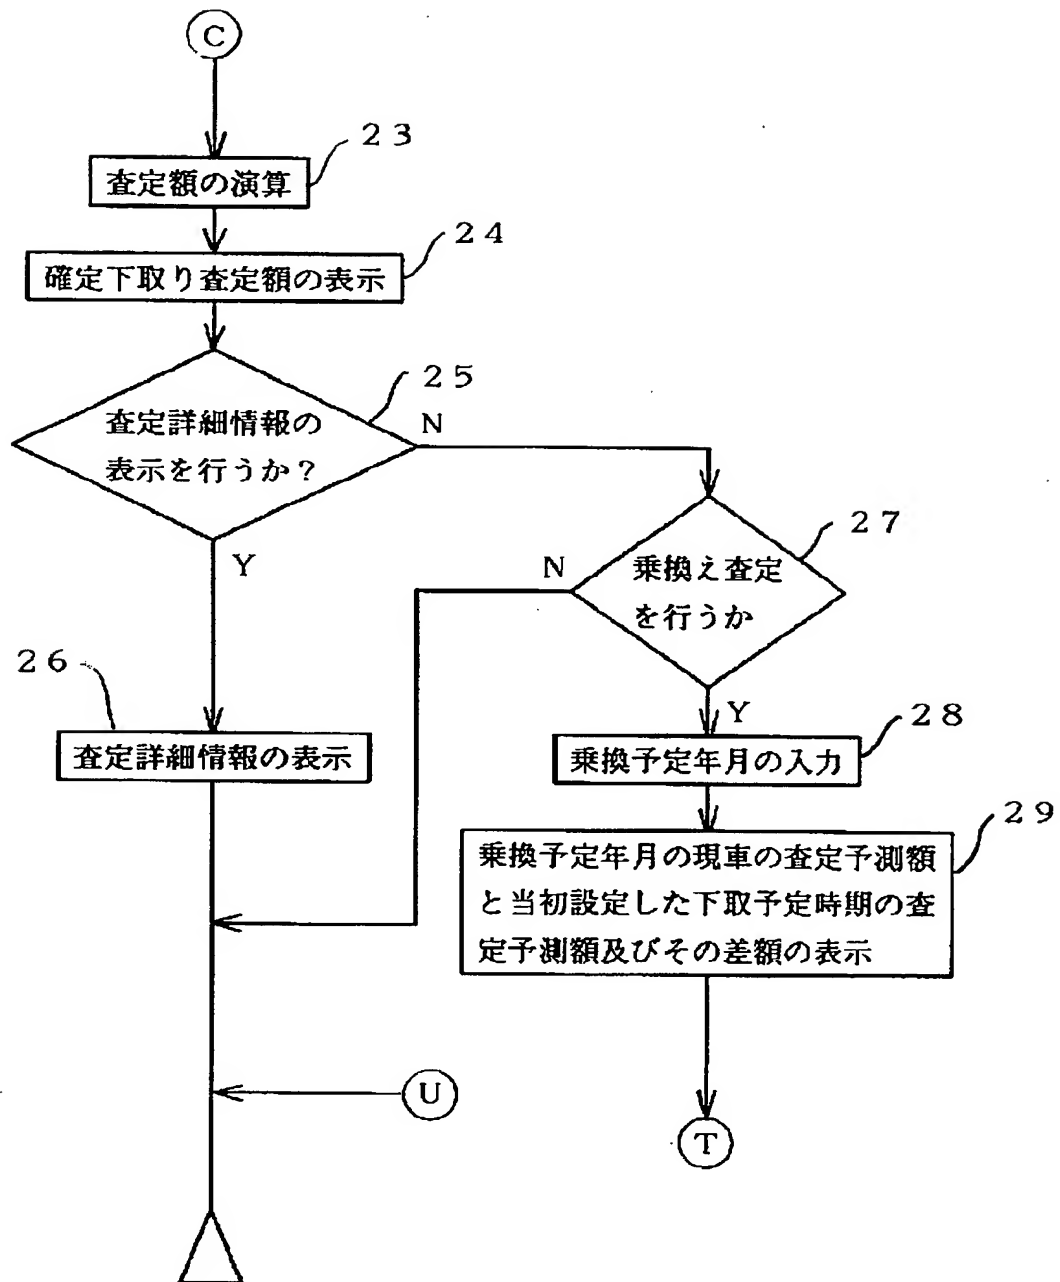 C
23
査定額の演算
24
確定下取り査定額の表示
25
査定詳細情報の
表示を行うか?
N
27
乗換え査定
を行うか
N
Y
Y
26
査定詳細情報の表示
28
乗換予定年月の入力
29
乗換予定年月の現車の査定予測額
と当初設定した下取予定時期の査
定予測額及びその差額の表示
U
T